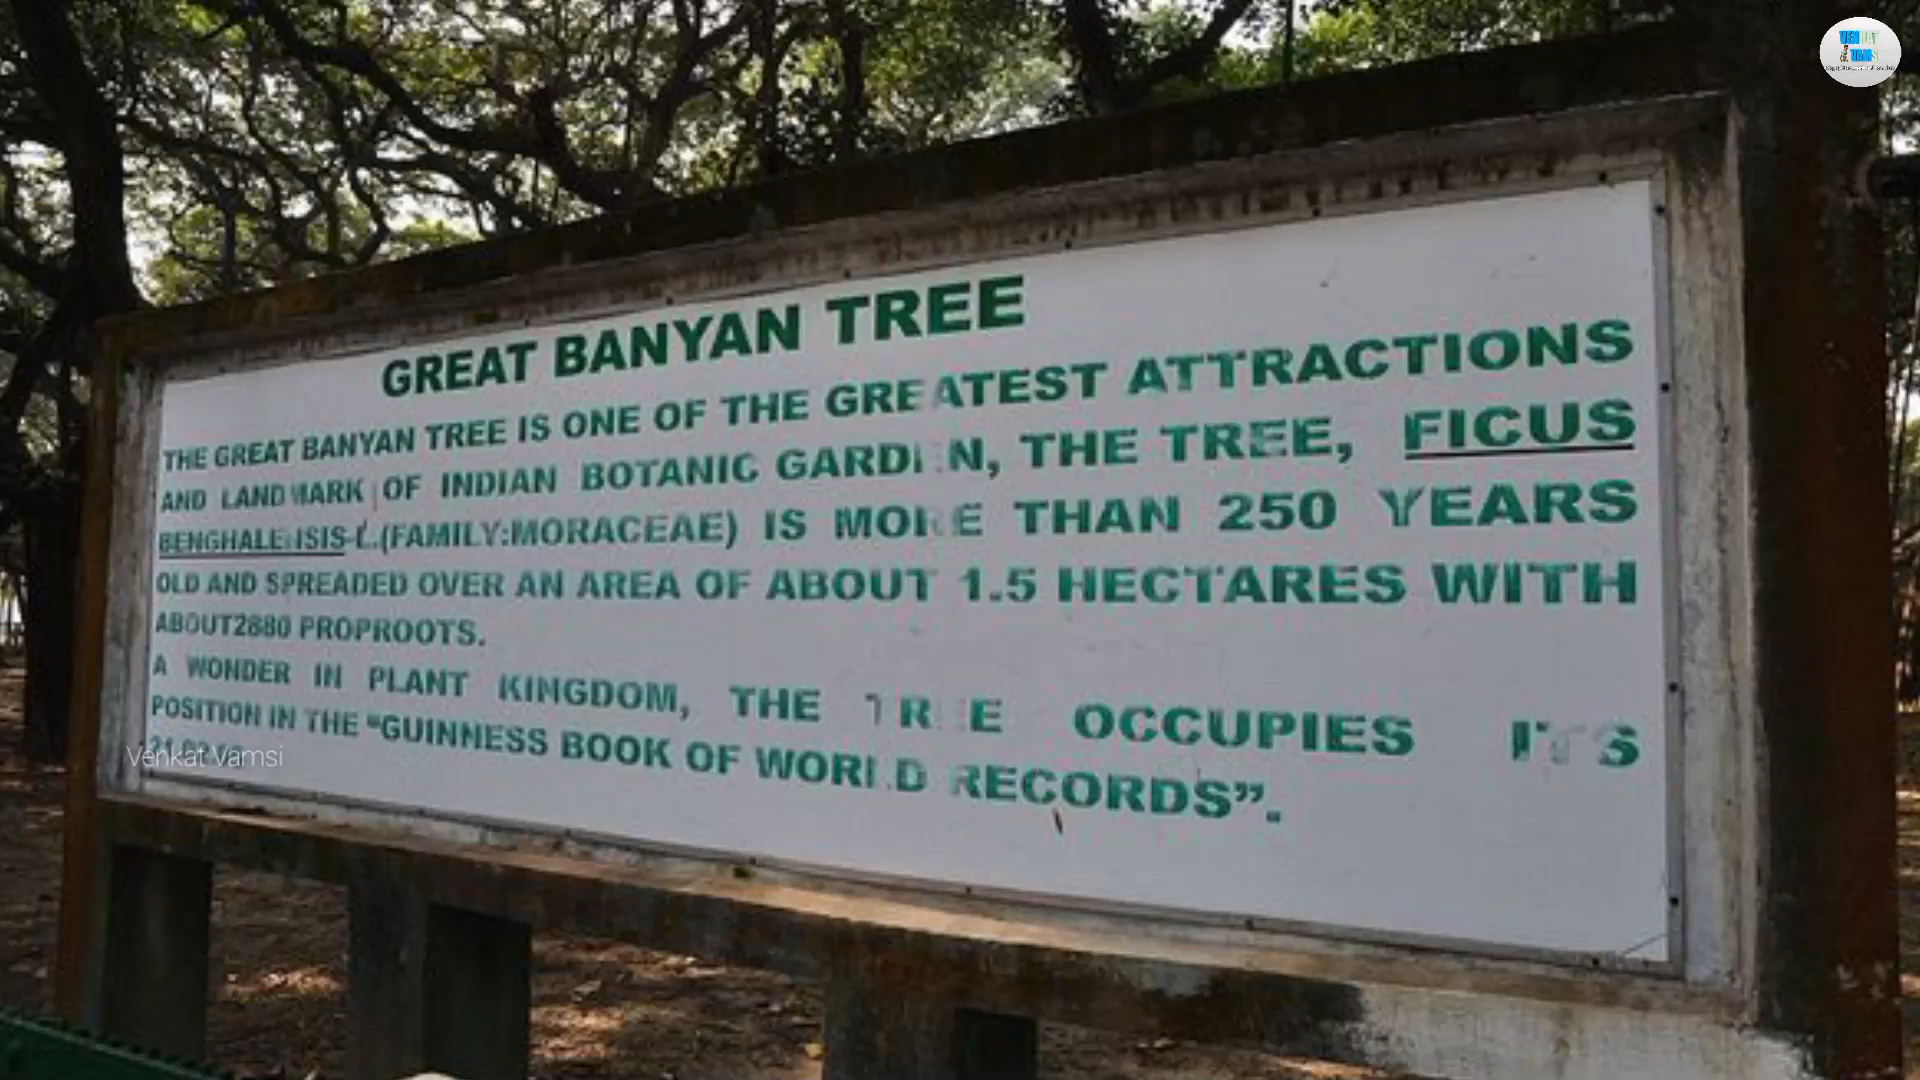 GREAT BANYAN TREE
THE GREAT BANYAN TREE IS ONE OF THE GREATEST ATTRACTIONS
AND LANDMARK OF INDIAN BOTANIC GARDEN, THE TREE, FICUS
BENGHALENSIS-L.(FAMILY:MORACEAE) IS MORE THAN 250 YEARS
OLD AND SPREADED OVER AN AREA OF ABOUT 1.5 HECTARES WITH
ABOUT2880 PROPROOTS.
A WONDER IN PLANT KINGDOM, THE TREE OCCUPIES ITS
POSITION IN THE "GUINNESS BOOK OF WORLD RECORDS".
Venkat Vamsi